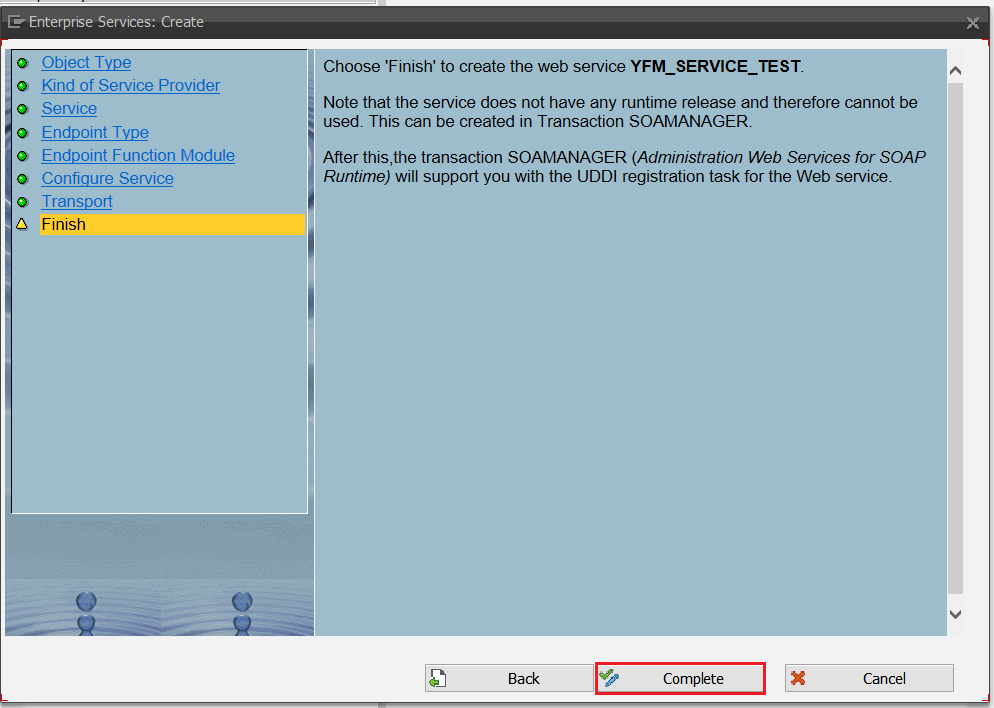 Enterprise Services: Create
Object Type
Kind of Service Provider
Service
Endpoint Type
Endpoint Function Module
Configure Service
Transport
Finish
Choose 'Finish' to create the web service YFM_SERVICE_TEST.
Note that the service does not have any runtime release and therefore cannot be
used. This can be created in Transaction SOAMANAGER.
After this,the transaction SOAMANAGER (Administration Web Services for SOAP
Runtime) will support you with the UDDI registration task for the Web service.
Back
Complete
Cancel